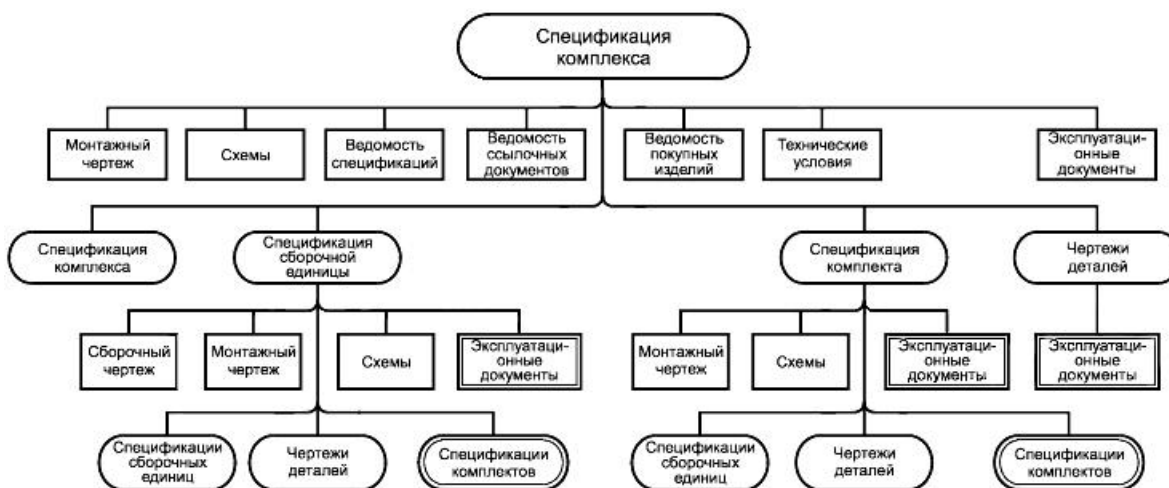 Спецификация
комплекса
Монтажный
чертеж
Схемы
Ведомость
спецификаций
Ведомость
ссылочных
документов
Ведомость
покупных
изделий
Технические
условия
Эксплуатаци-
онные
документы
Спецификация
комплекса
Спецификация
сборочной
единицы
Спецификация
комплекта
Чертежи
деталей
Сборочный
чертеж
Монтажный
чертеж
Схемы
Эксплуатаци-
онные
документы
Монтажный
чертеж
Схемы
Эксплуатаци-
онные
документы
Эксплуатаци-
онные
документы
Спецификации
сборочных
единиц
Чертежи
деталей
Спецификации
комплектов
Спецификации
сборочных
единиц
Чертежи
деталей
Спецификации
комплектов